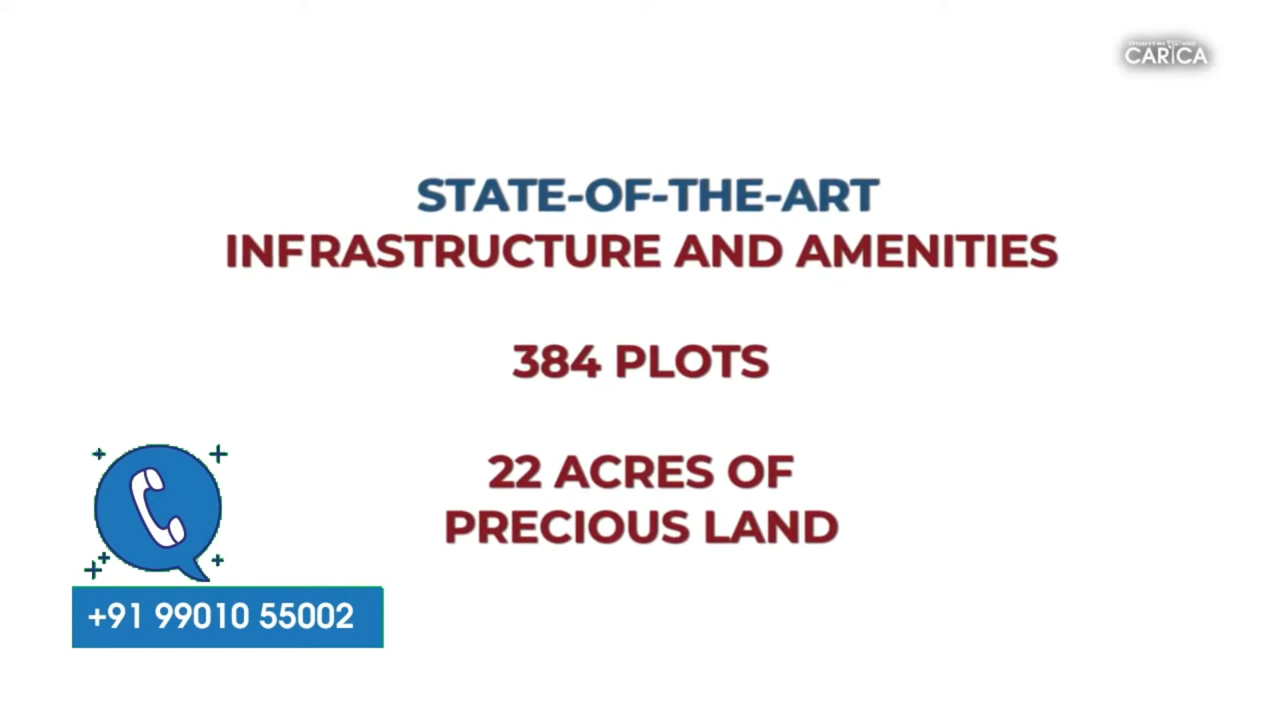 CARICA
STATE-OF-THE-ART
INFRASTRUCTURE AND AMENITIES
384 PLOTS
22 ACRES OF
PRECIOUS LAND
+91 99010 55002